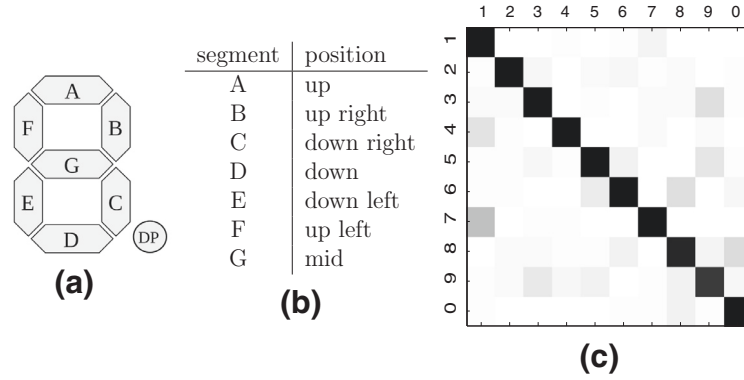 A
F
B
G
E
C
D
DP
(a)
segment position
A up
B up right
C down right
D down
E down left
F up left
G mid
(b)
1 2 3 4 5 6 7 8 9 0
1
2
3
4
5
6
7
8
9
0
(c)